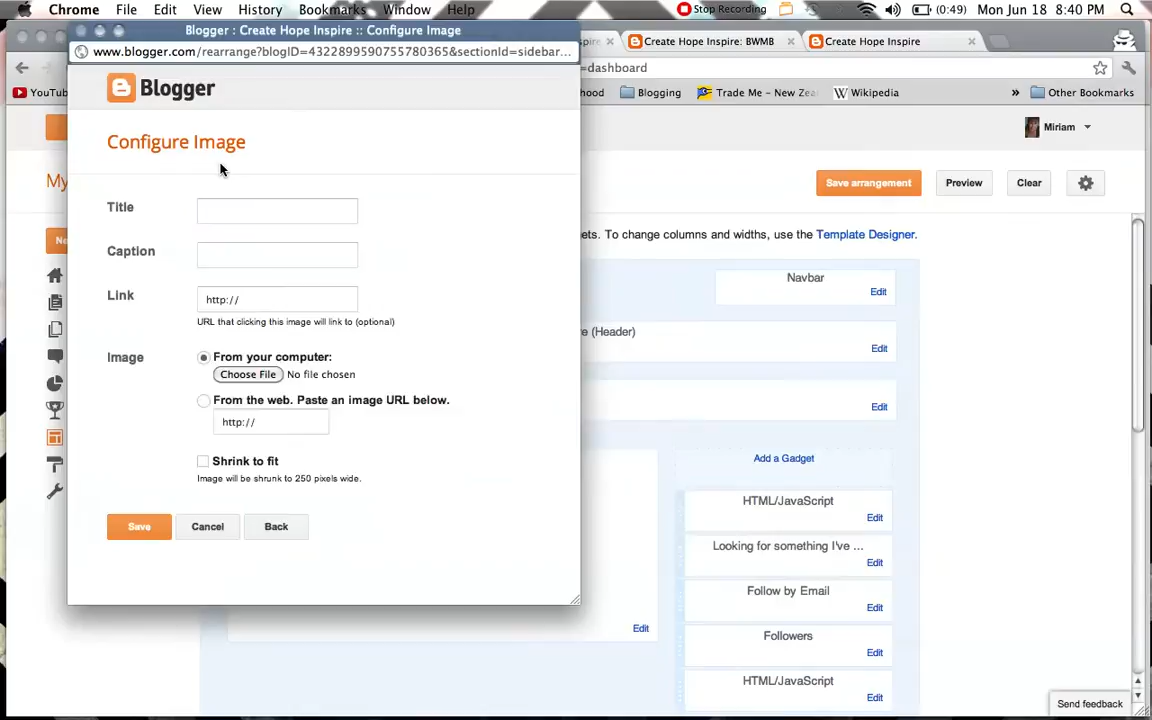 Chrome File Edit View History Bookmarks Window Help Stop Recording (0:49) Mon Jun 18 8:40 PM
Blogger : Create Hope Inspire :: Configure Image
spire Create Hope Inspire: BWMB Create Hope Inspire
www.blogger.com/rearrange?blogID=4322899590755780365&sectionId=sidebar...
=dashboard
YouTub hood Blogging Trade Me – New Zea Wikipedia » Other Bookmarks
Blogger
Miriam
Configure Image
My
Save arrangement Preview Clear
Title
Ne
ets. To change columns and widths, use the Template Designer.
Caption
Navbar
Edit
Link http://
URL that clicking this image will link to (optional)
e (Header)
Edit
Image From your computer:
Choose File No file chosen
From the web. Paste an image URL below.
http://
Edit
Shrink to fit
Image will be shrunk to 250 pixels wide.
Add a Gadget
HTML/JavaScript
Edit
Save Cancel Back
Looking for something I've ...
Edit
Follow by Email
Edit
Edit
Followers
Edit
HTML/JavaScript
Edit
Send feedback